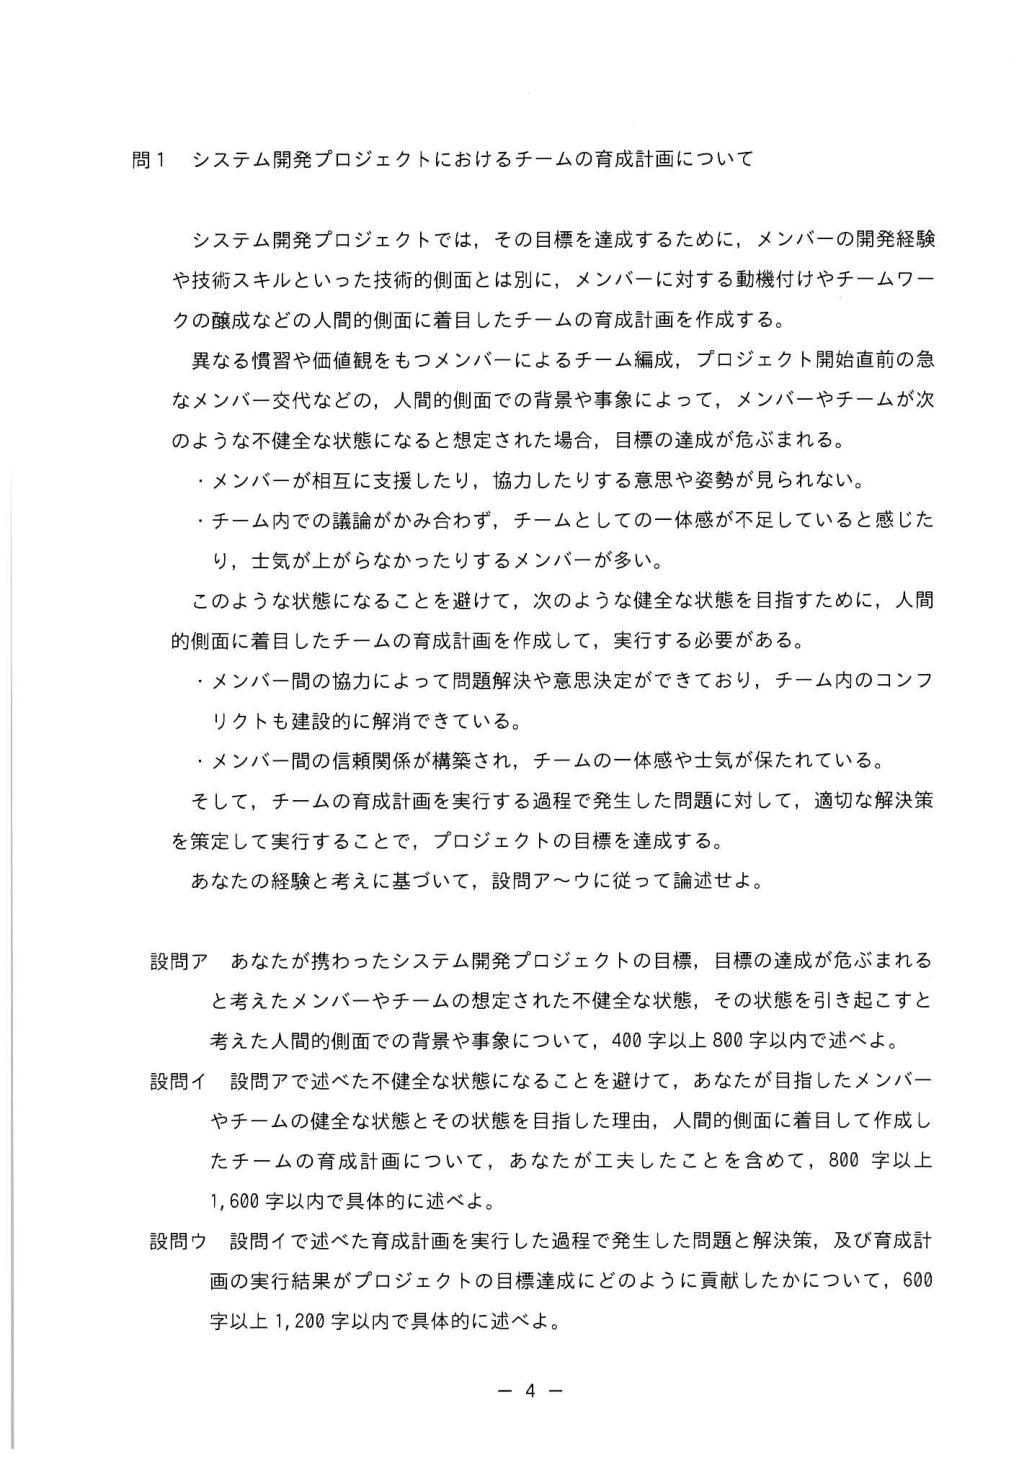 問1　システム開発プロジェクトにおけるチームの育成計画について
システム開発プロジェクトでは，その目標を達成するために，メンバーの開発経験
や技術スキルといった技術的側面とは別に，メンバーに対する動機付けやチームワー
クの醸成などの人間的側面に着目したチームの育成計画を作成する。
異なる慣習や価値観をもつメンバーによるチーム編成，プロジェクト開始直前の急
なメンバー交代などの，人間的側面での背景や事象によって，メンバーやチームが次
のような不健全な状態になると想定された場合，目標の達成が危ぶまれる。
・メンバーが相互に支援したり，協力したりする意思や姿勢が見られない。
・チーム内での議論がかみ合わず，チームとしての一体感が不足していると感じた
り，士気が上がらなかったりするメンバーが多い。
このような状態になることを避けて，次のような健全な状態を目指すために，人間
的側面に着目したチームの育成計画を作成して，実行する必要がある。
・メンバー間の協力によって問題解決や意思決定ができており，チーム内のコンフ
リクトも建設的に解消できている。
・メンバー間の信頼関係が構築され，チームの一体感や士気が保たれている。
そして，チームの育成計画を実行する過程で発生した問題に対して，適切な解決策
を策定して実行することで，プロジェクトの目標を達成する。
あなたの経験と考えに基づいて，設問ア～ウに従って論述せよ。
設問ア　あなたが携わったシステム開発プロジェクトの目標，目標の達成が危ぶまれる
と考えたメンバーやチームの想定された不健全な状態，その状態を引き起こすと
考えた人間的側面での背景や事象について，400字以上800字以内で述べよ。
設問イ　設問アで述べた不健全な状態になることを避けて，あなたが目指したメンバー
やチームの健全な状態とその状態を目指した理由，人間的側面に着目して作成し
たチームの育成計画について，あなたが工夫したことを含めて，800 字以上
1,600字以内で具体的に述べよ。
設問ウ　設問イで述べた育成計画を実行した過程で発生した問題と解決策，及び育成計
画の実行結果がプロジェクトの目標達成にどのように貢献したかについて，600
字以上1,200字以内で具体的に述べよ。
－ 4 －